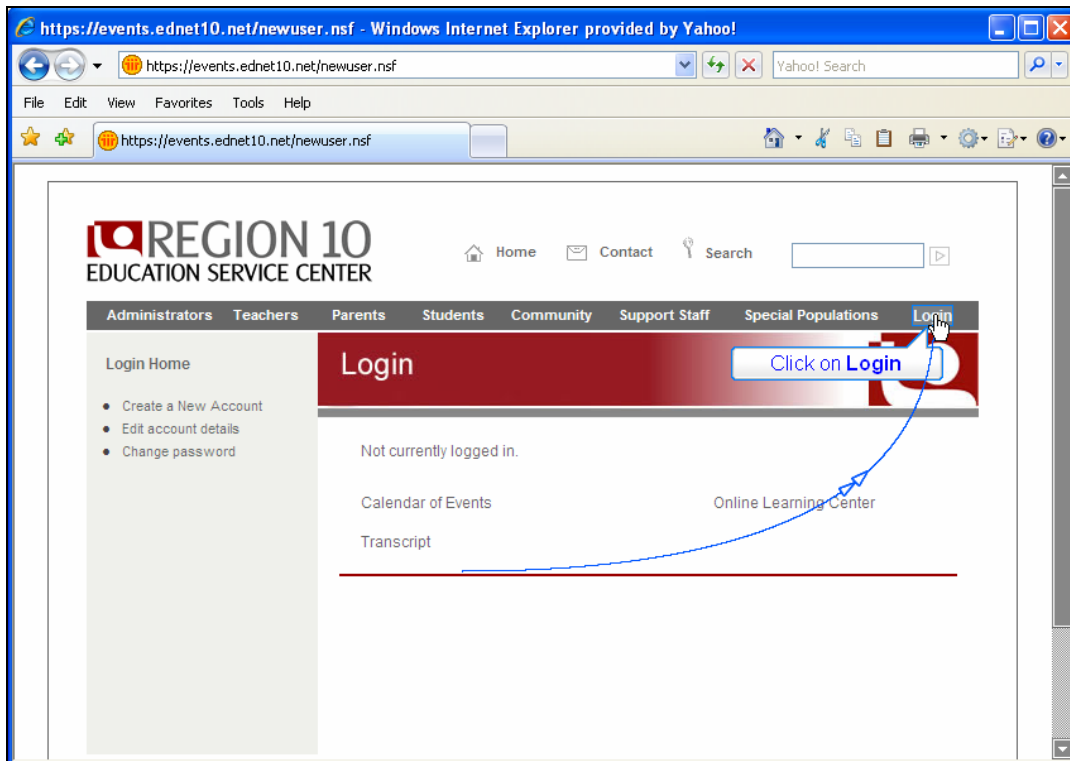 https://events.ednet10.net/newuser.nsf - Windows Internet Explorer provided by Yahoo!
https://events.ednet10.net/newuser.nsf
Yahoo! Search
File Edit View Favorites Tools Help
https://events.ednet10.net/newuser.nsf
REGION 10
EDUCATION SERVICE CENTER
Home Contact Search
Administrators Teachers Parents Students Community Support Staff Special Populations Login
Login Home
Login
Click on Login
Create a New Account
Edit account details
Change password
Not currently logged in.
Calendar of Events Online Learning Center
Transcript